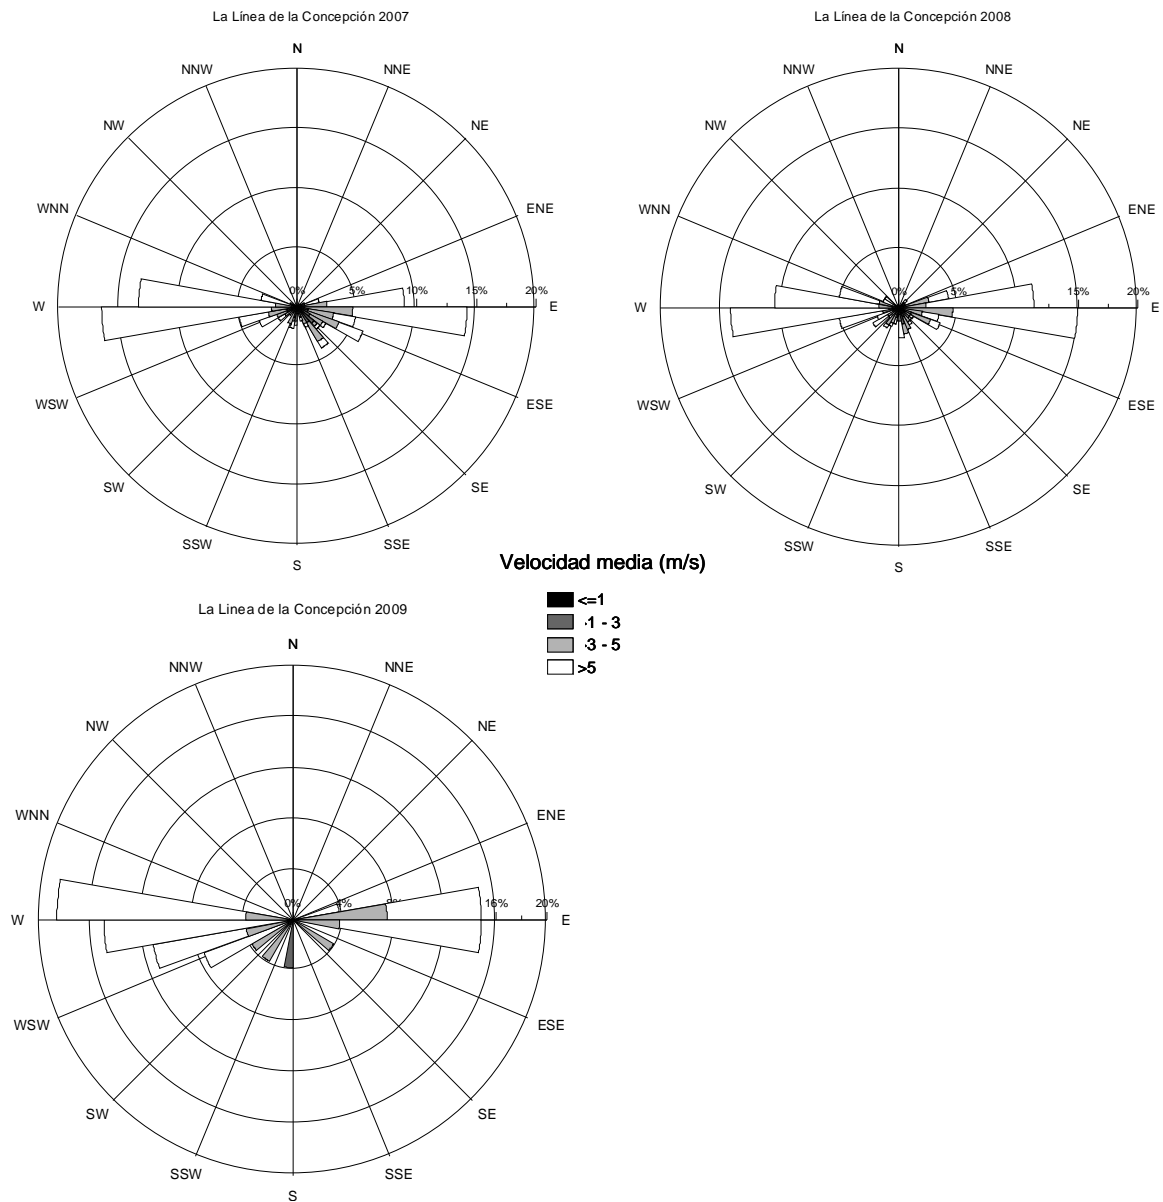 La Línea de la Concepción 2007
N
NNW
NNE
NW
NE
WNN
ENE
0%
5%
10%
15%
20%
W
E
WSW
ESE
SW
SE
SSW
SSE
S
La Línea de la Concepción 2008
N
NNW
NNE
NW
NE
WNN
ENE
0%
5%
15%
20%
W
E
WSW
ESE
SW
SE
SSW
SSE
S
Velocidad media (m/s)
<=1
1 - 3
3 - 5
>5
La Linea de la Concepción 2009
N
NNW
NNE
NW
NE
WNN
ENE
0%
4%
16%
20%
W
E
WSW
ESE
SW
SE
SSW
SSE
S